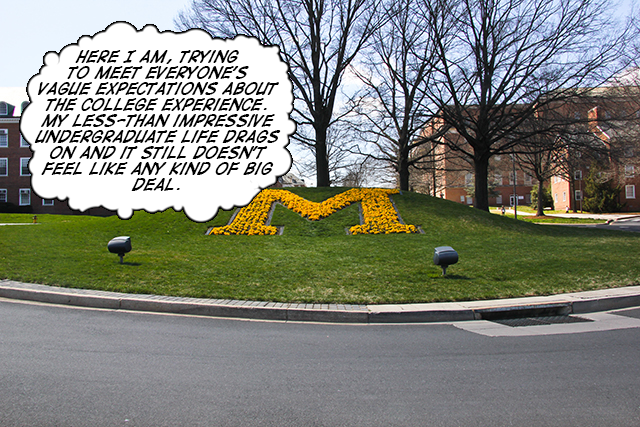 HERE I AM, TRYING
TO MEET EVERYONE'S
VAGUE EXPECTATIONS ABOUT
THE COLLEGE EXPERIENCE.
MY LESS-THAN IMPRESSIVE
UNDERGRADUATE LIFE DRAGS
ON AND IT STILL DOESN'T
FEEL LIKE ANY KIND OF BIG
DEAL.
M